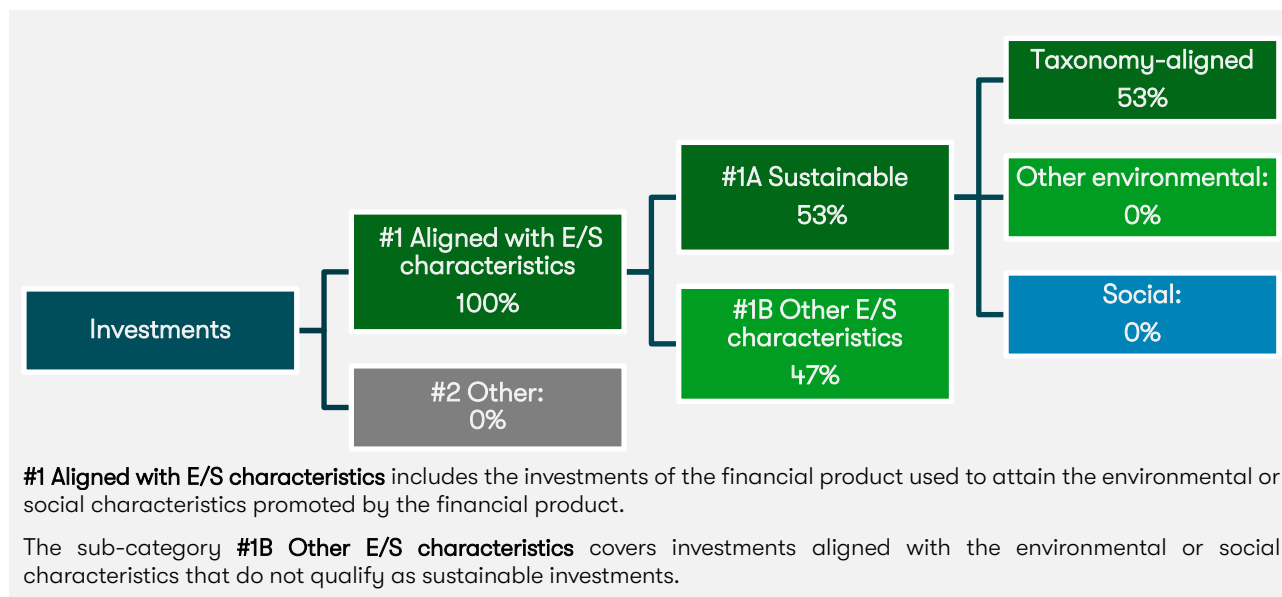 Investments
#1 Aligned with E/S
characteristics
100%
#2 Other:
0%
#1A Sustainable
53%
#1B Other E/S
characteristics
47%
Taxonomy-aligned
53%
Other environmental:
0%
Social:
0%
#1 Aligned with E/S characteristics includes the investments of the financial product used to attain the environmental or
social characteristics promoted by the financial product.
The sub-category #1B Other E/S characteristics covers investments aligned with the environmental or social
characteristics that do not qualify as sustainable investments.